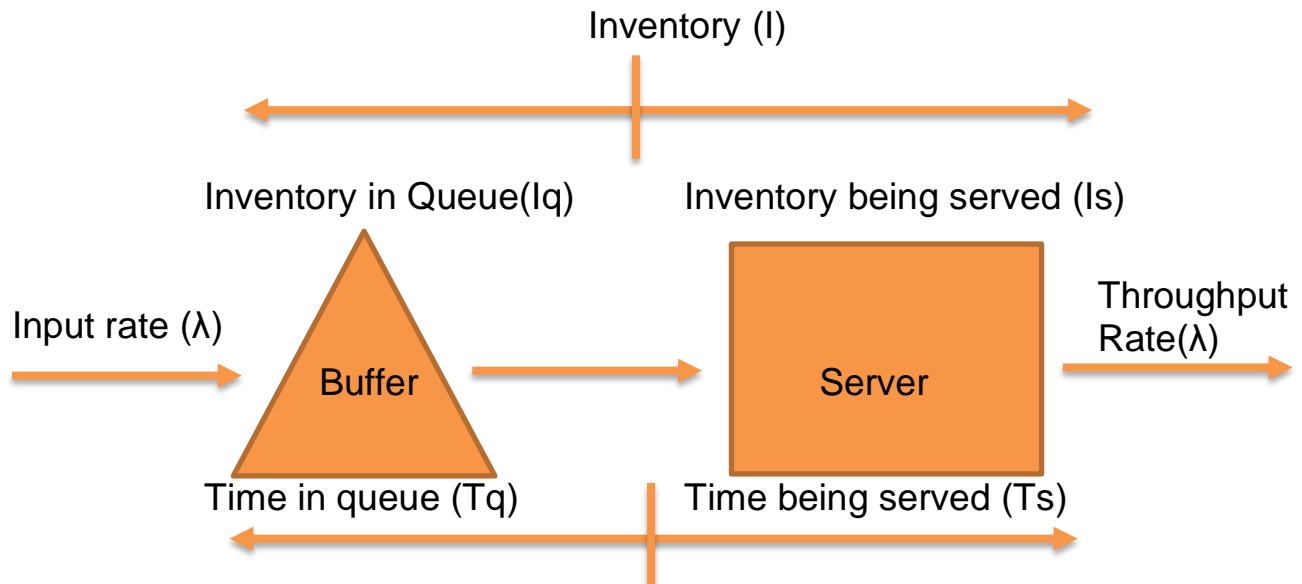 Inventory (I)
Inventory in Queue(Iq)
Inventory being served (Is)
Input rate (λ)
Buffer
Server
Throughput
Rate(λ)
Time in queue (Tq)
Time being served (Ts)